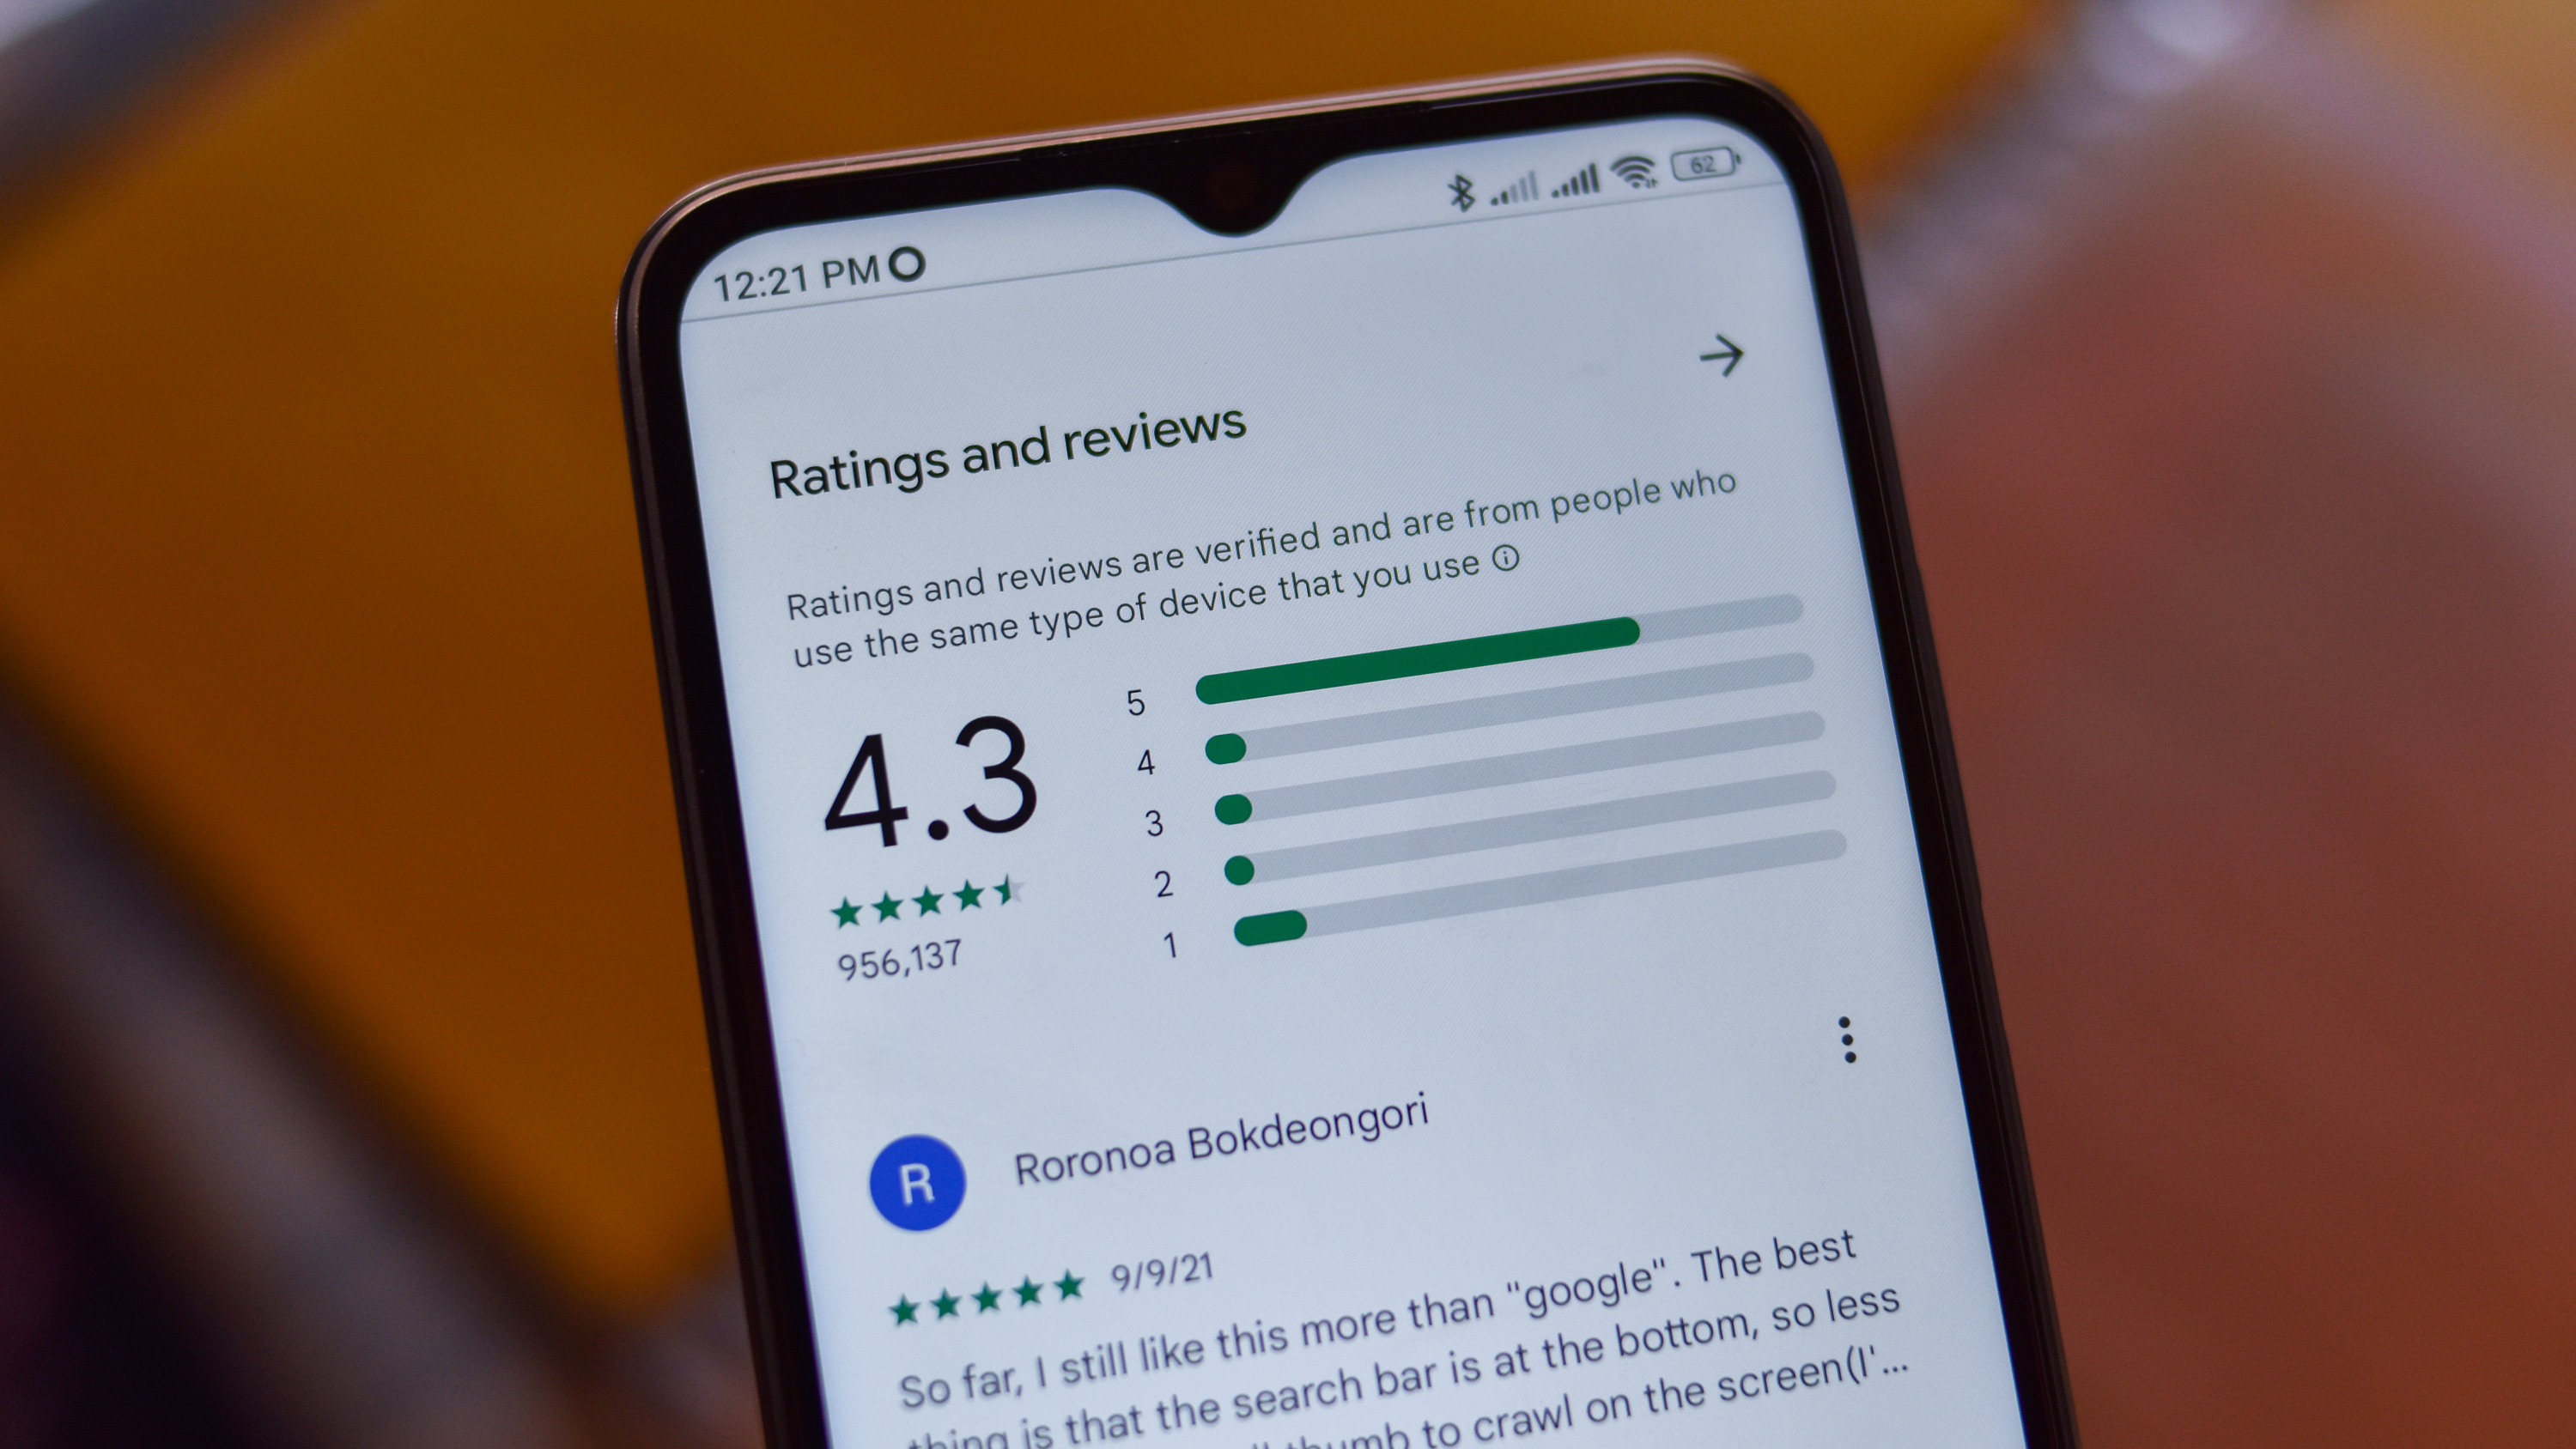 12:21 PM
62
Ratings and reviews
Ratings and reviews are verified and are from people who
use the same type of device that you use
4.3
956,137
5
4
3
2
1
R
Roronoa Bokdeongori
9/9/21
So far, I still like this more than "google". The best
thing is that the search bar is at the bottom, so less
thumb to crawl on the screen(I'...